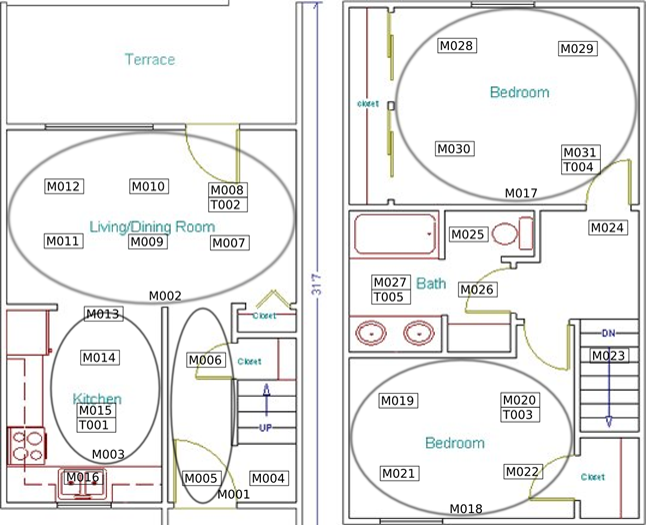 Terrace
31'7
M012
M010
M008
T002
Living/Dining Room
M011
M009
M007
M002
M013
Closet
M014
M006
Closet
Kitchen
M015
T001
UP
M003
M016
M005
M004
M001
M028
M029
closet
Bedroom
M030
M031
T004
M017
M025
M024
M027
T005
Bath
M026
DN
M023
M019
M020
T003
Bedroom
M021
M022
Closet
M018